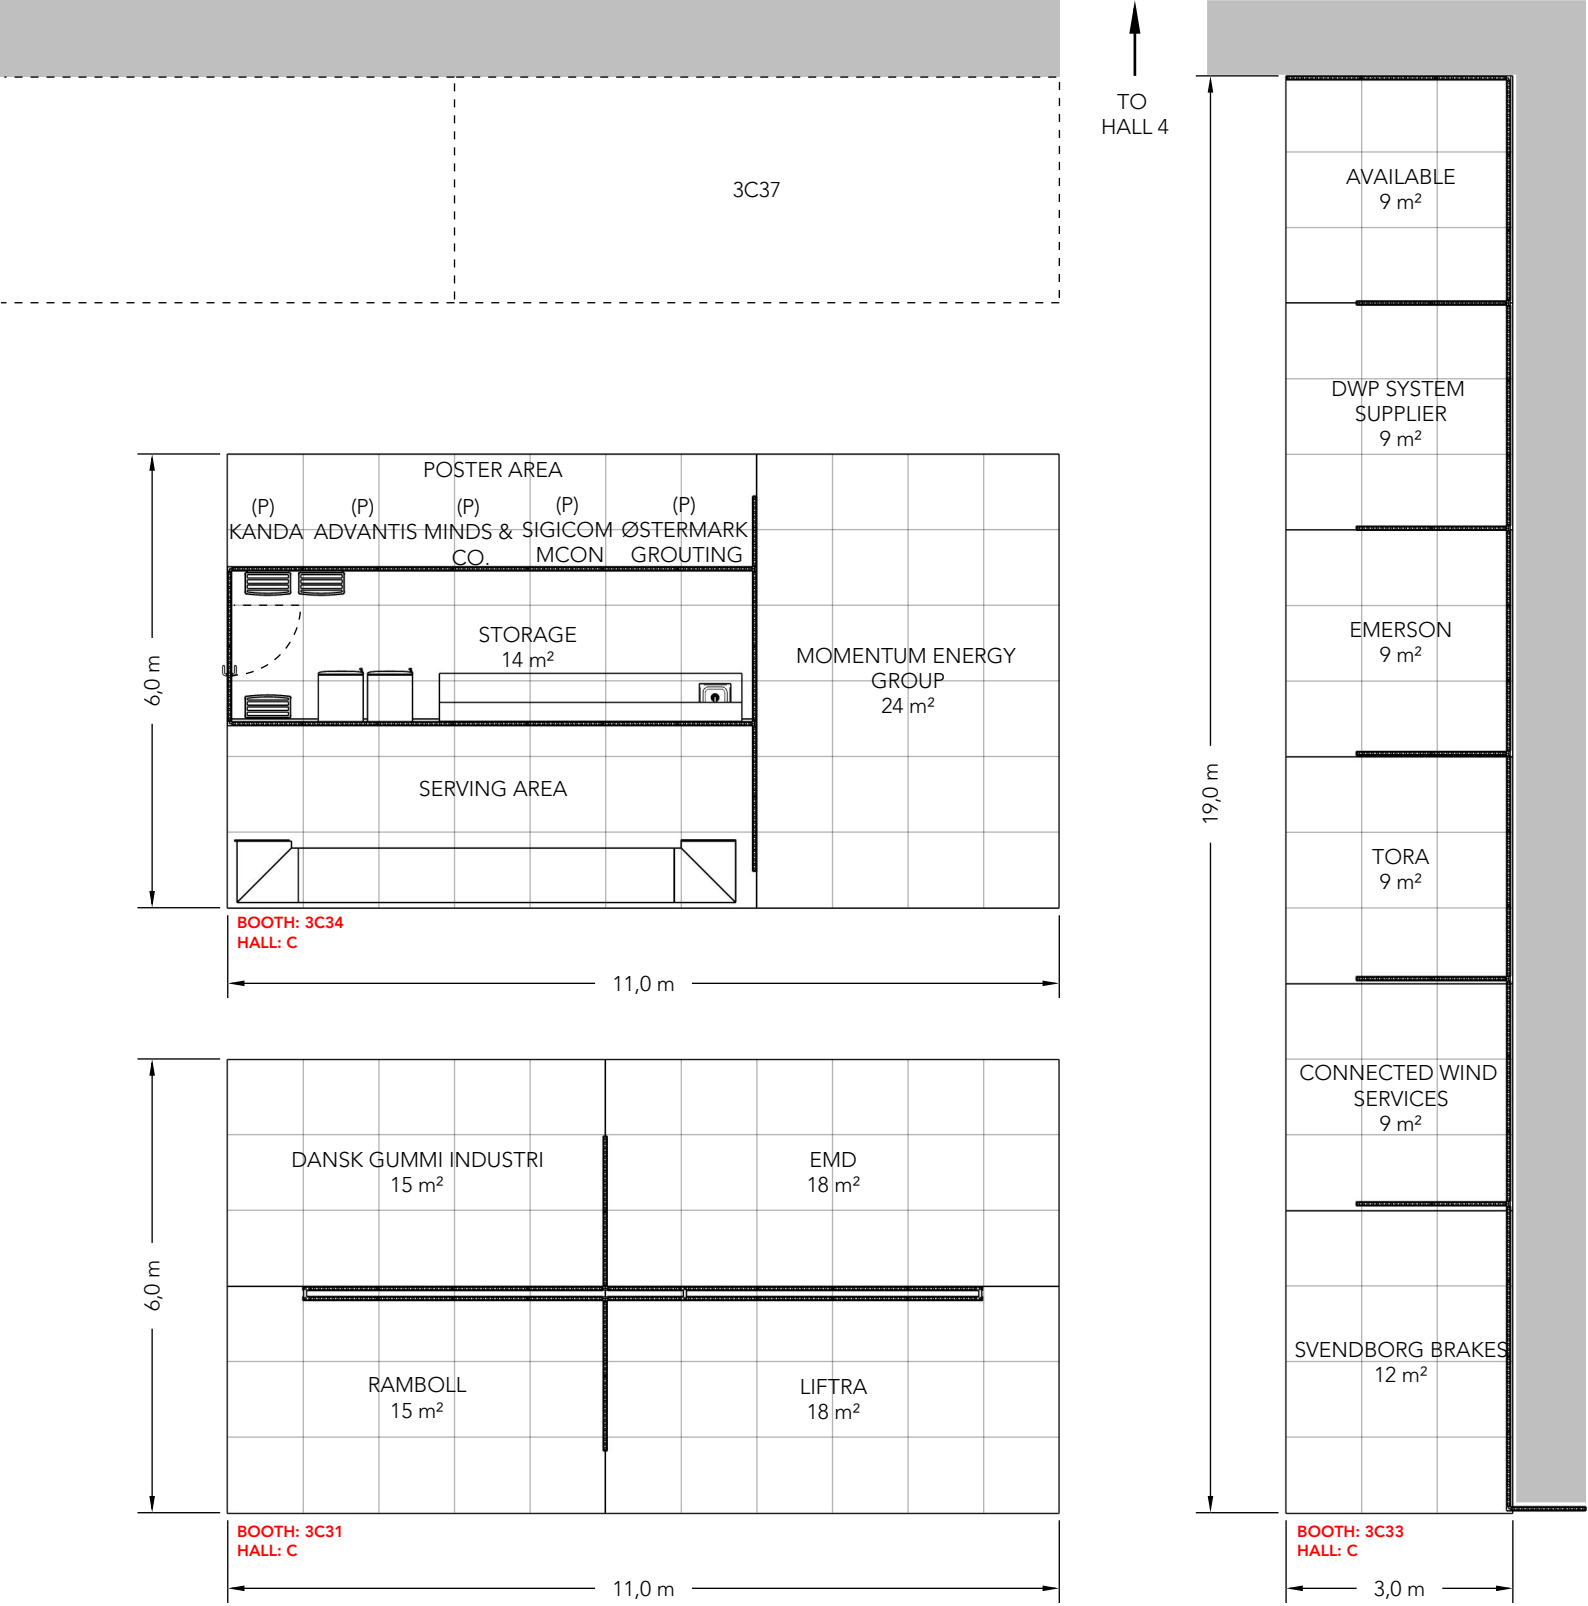 TO
HALL 4
3C37
AVAILABLE
9 m²
DWP SYSTEM
SUPPLIER
9 m²
EMERSON
9 m²
TORA
9 m²
CONNECTED WIND
SERVICES
9 m²
SVENDBORG BRAKES
12 m²
19,0 m
BOOTH: 3C33
HALL: C
3,0 m
POSTER AREA
(P)
KANDA
(P)
ADVANTIS
(P)
MINDS &
CO.
(P)
SIGICOM
MCON
(P)
ØSTERMARK
GROUTING
STORAGE
14 m²
MOMENTUM ENERGY
GROUP
24 m²
SERVING AREA
6,0 m
BOOTH: 3C34
HALL: C
11,0 m
DANSK GUMMI INDUSTRI
15 m²
EMD
18 m²
RAMBOLL
15 m²
LIFTRA
18 m²
6,0 m
BOOTH: 3C31
HALL: C
11,0 m